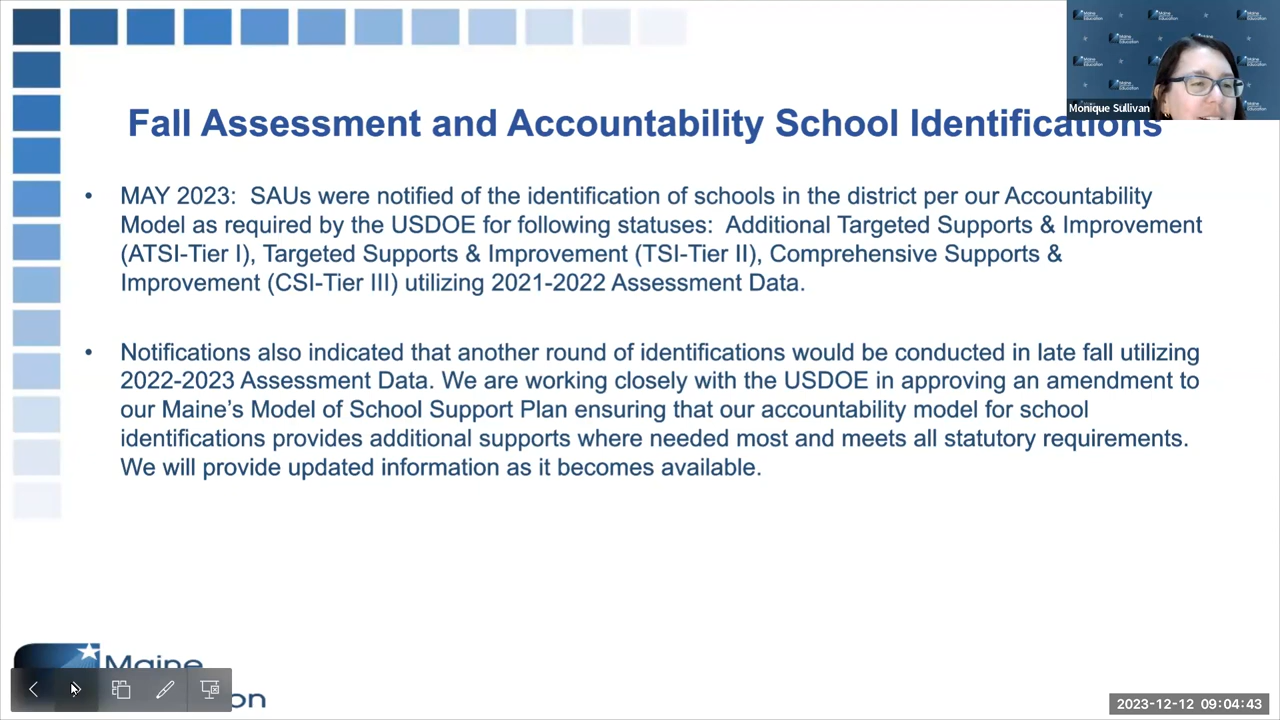 Fall Assessment and Accountability School Identifications
Monique Sullivan
• MAY 2023: SAUs were notified of the identification of schools in the district per our Accountability
Model as required by the USDOE for following statuses: Additional Targeted Supports & Improvement
(ATSI-Tier I), Targeted Supports & Improvement (TSI-Tier II), Comprehensive Supports &
Improvement (CSI-Tier III) utilizing 2021-2022 Assessment Data.
• Notifications also indicated that another round of identifications would be conducted in late fall utilizing
2022-2023 Assessment Data. We are working closely with the USDOE in approving an amendment to
our Maine’s Model of School Support Plan ensuring that our accountability model for school
identifications provides additional supports where needed most and meets all statutory requirements.
We will provide updated information as it becomes available.
Maine
on
2023-12-12 09:04:43